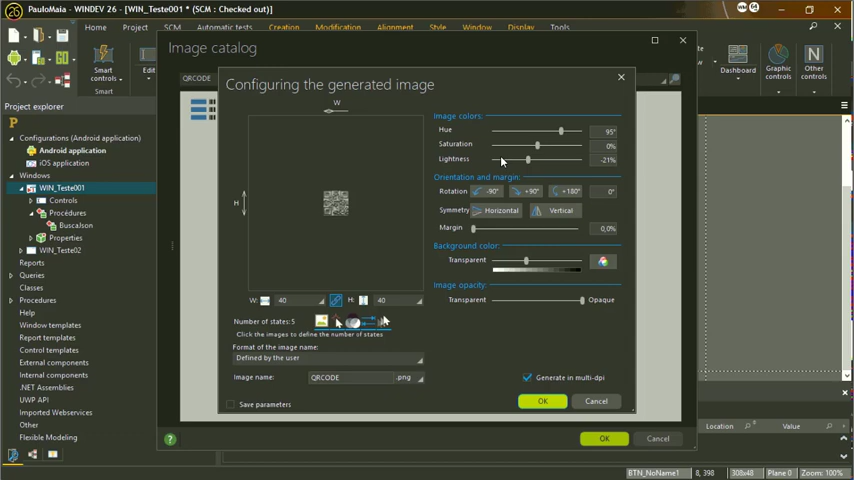 PauloMaia - WINDEV 26 - [WIN_Teste001 * (SCM : Checked out)]
WM 64
Home Project SCM Automatic tests Creation Modification Alignment Style Window Display Tools
Image catalog
Smart controls
Edit
Smart
Dashboard
Graphic controls
Other controls
QRCODE
Configuring the generated image
Project explorer
Configurations (Android application)
Android application
iOS application
Windows
WIN_Teste001
Controls
Procédures
BuscaJson
Properties
WIN_Teste02
Reports
Queries
Classes
Procedures
Help
Window templates
Report templates
Control templates
External components
Internal components
.NET Assemblies
UWP API
Imported Webservices
Other
Flexible Modeling
W
H
W: 40 H: 40
Number of states: 5
Click the images to define the number of states
Format of the image name:
Defined by the user
Image name: QRCODE .png
Save parameters
Image colors:
Hue 95°
Saturation 0%
Lightness -21%
Orientation and margin:
Rotation -90° +90° +180° 0°
Symmetry Horizontal Vertical
Margin 0,0%
Background color:
Transparent
Image opacity:
Transparent Opaque
Generate in multi-dpi
OK Cancel
OK Cancel
Location Value
BTN_NoName1 8, 398 308x48 Plane 0 Zoom: 100%